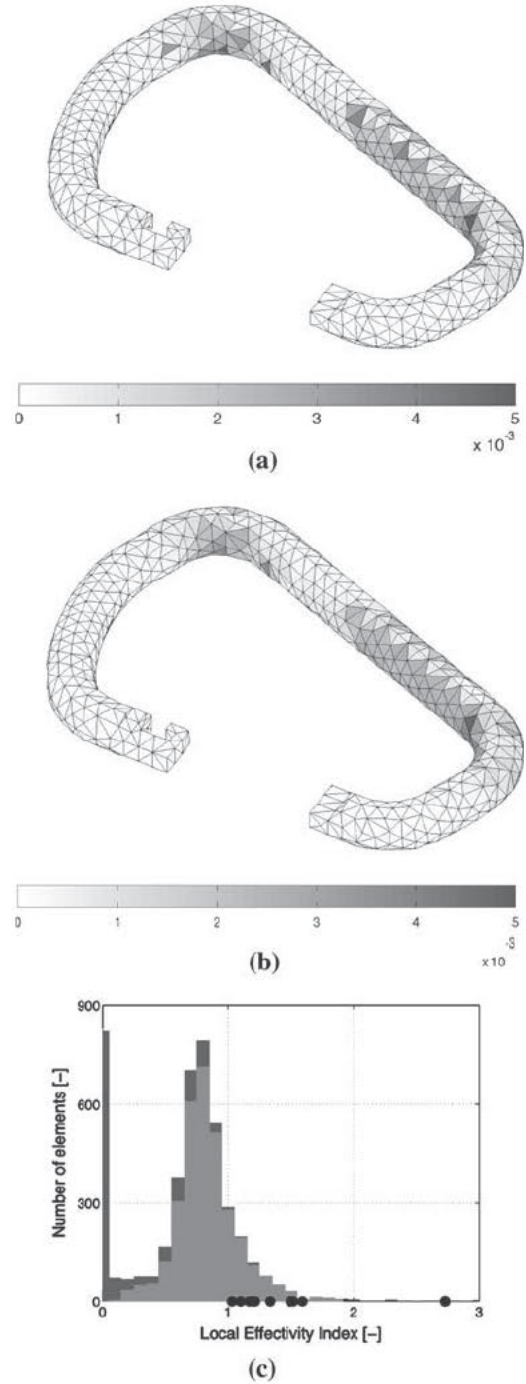 0 1 2 3 4 5
x 10⁻³
(a)
0 1 2 3 4 5
x10⁻³
(b)
900
600
300
0
Number of elements [–]
0 1 2 3
Local Effectivity Index [–]
(c)